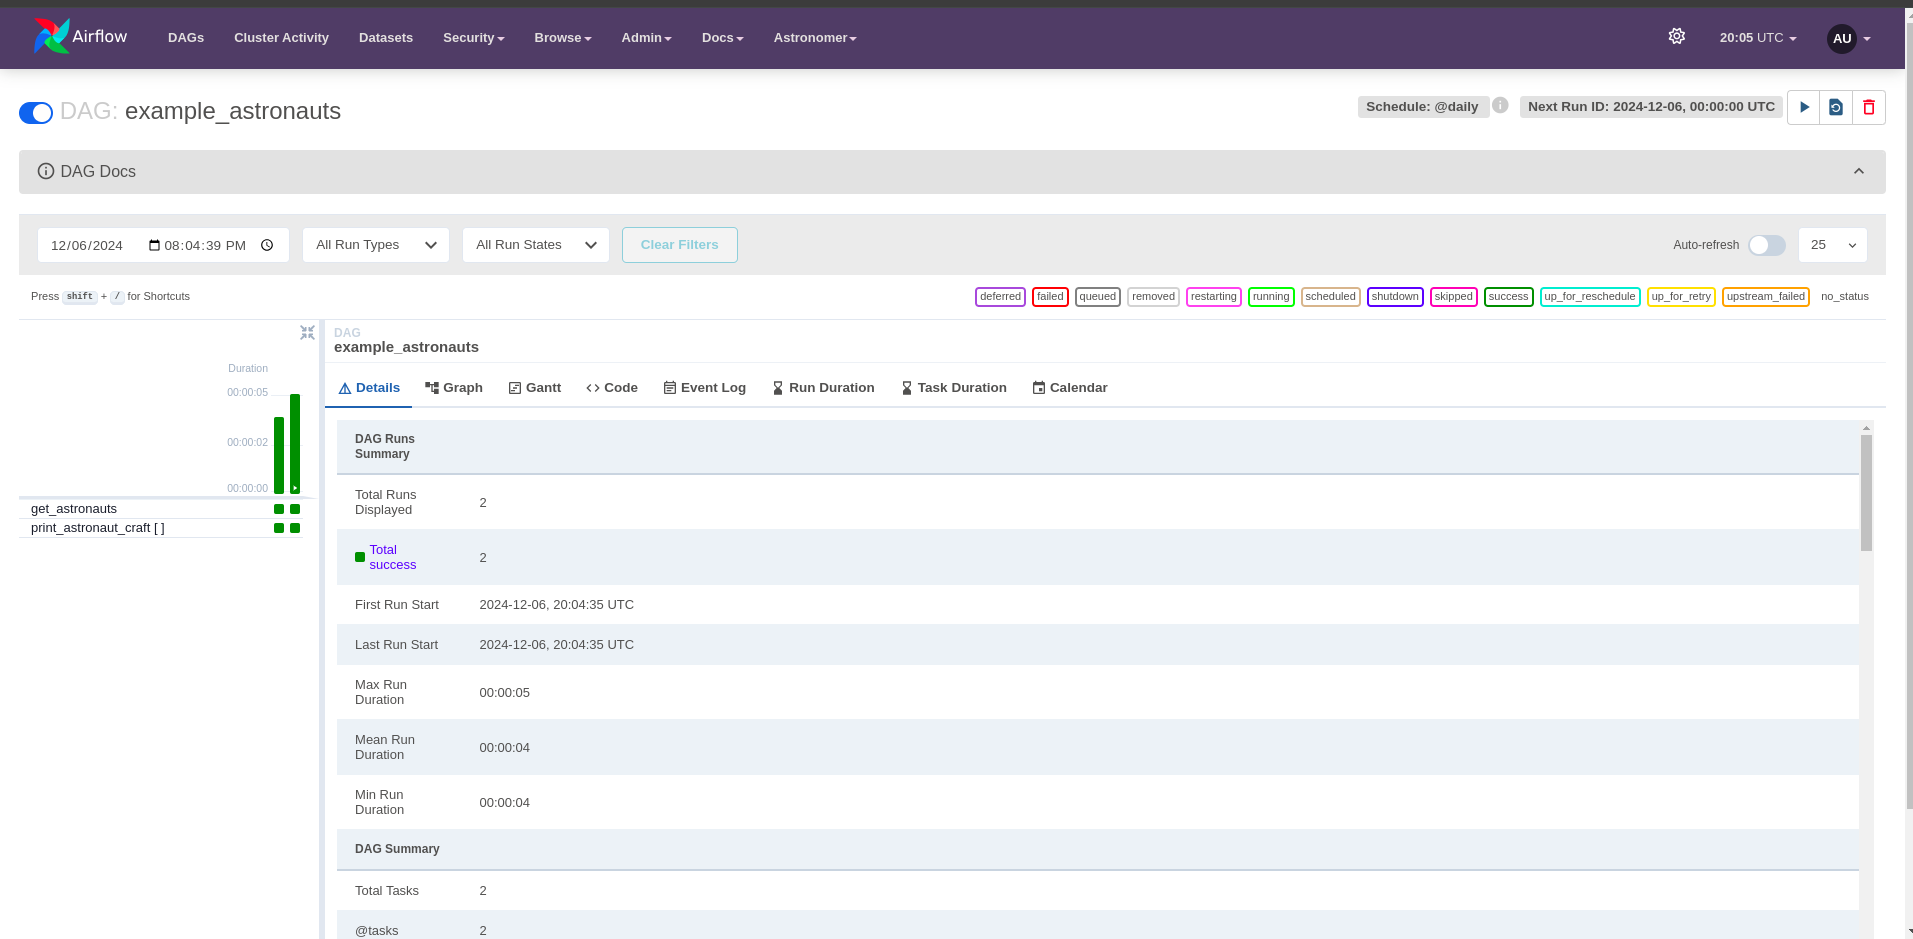 Airflow DAGs Cluster Activity Datasets Security Browse Admin Docs Astronomer 20:05 UTC AU
DAG: example_astronauts Schedule: @daily Next Run ID: 2024-12-06, 00:00:00 UTC
DAG Docs
12/06/2024 08:04:39 PM All Run Types All Run States Clear Filters Auto-refresh 25
Press shift + / for Shortcuts deferred failed queued removed restarting running scheduled shutdown skipped success up_for_reschedule up_for_retry upstream_failed no_status
Duration
00:00:05
00:00:02
00:00:00
get_astronauts
print_astronaut_craft [ ]
DAG
example_astronauts
Details Graph Gantt Code Event Log Run Duration Task Duration Calendar
DAG Runs
Summary
Total Runs
Displayed
2
Total
success
2
First Run Start 2024-12-06, 20:04:35 UTC
Last Run Start 2024-12-06, 20:04:35 UTC
Max Run
Duration
00:00:05
Mean Run
Duration
00:00:04
Min Run
Duration
00:00:04
DAG Summary
Total Tasks 2
@tasks 2